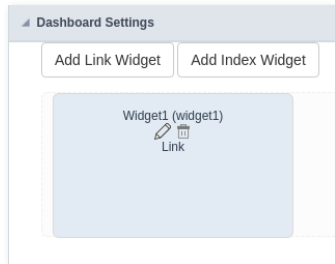 Dashboard Settings
Add Link Widget Add Index Widget
Widget1 (widget1)
Link